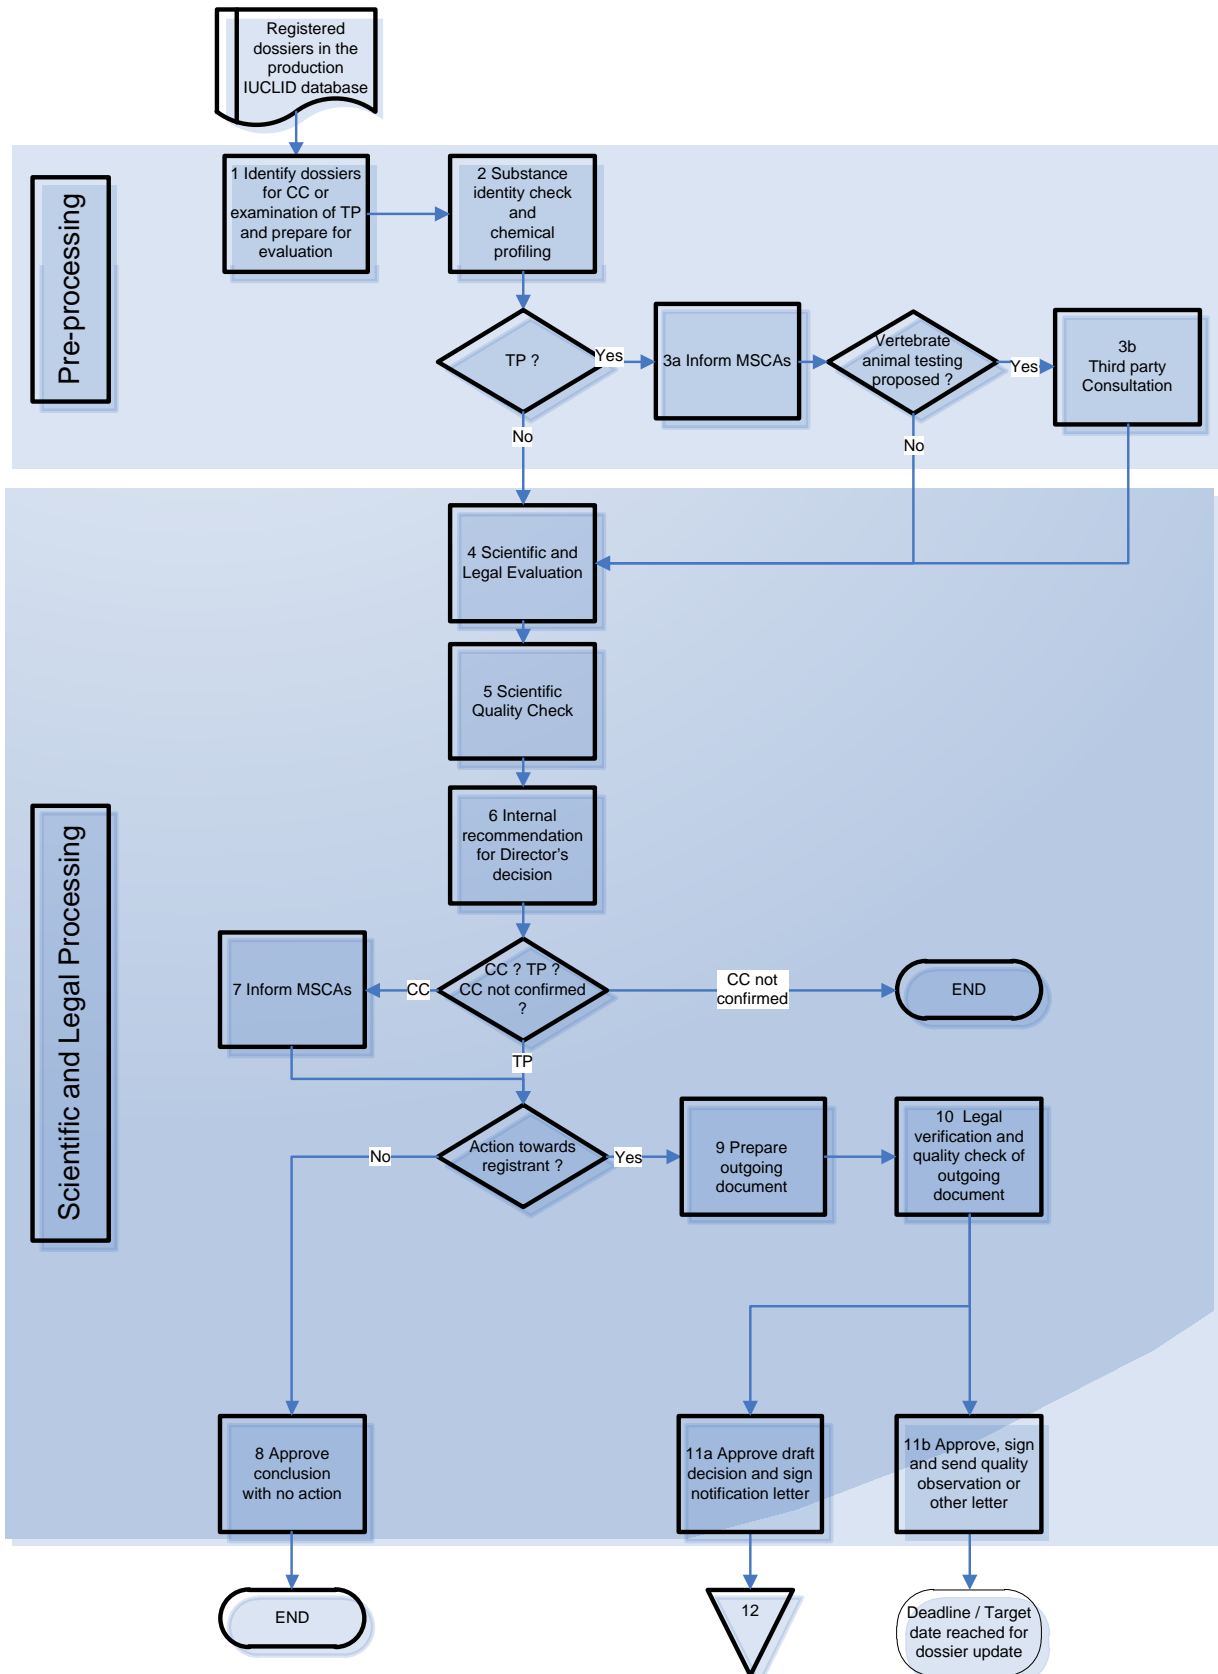 Registered
dossiers in the
production
IUCLID database
Pre-processing
1 Identify dossiers
for CC or
examination of TP
and prepare for
evaluation
2 Substance
identity check
and
chemical
profiling
TP ?
Yes
No
3a Inform MSCAs
Vertebrate
animal testing
proposed ?
Yes
No
3b
Third party
Consultation
Scientific and Legal Processing
4 Scientific and
Legal Evaluation
5 Scientific
Quality Check
6 Internal
recommendation
for Director's
decision
7 Inform MSCAs
CC
CC ? TP ?
CC not confirmed
?
CC not
confirmed
END
TP
No
Action towards
registrant ?
Yes
9 Prepare
outgoing
document
10 Legal
verification and
quality check of
outgoing
document
8 Approve
conclusion
with no action
11a Approve draft
decision and sign
notification letter
11b Approve, sign
and send quality
observation or
other letter
END
12
Deadline / Target
date reached for
dossier update